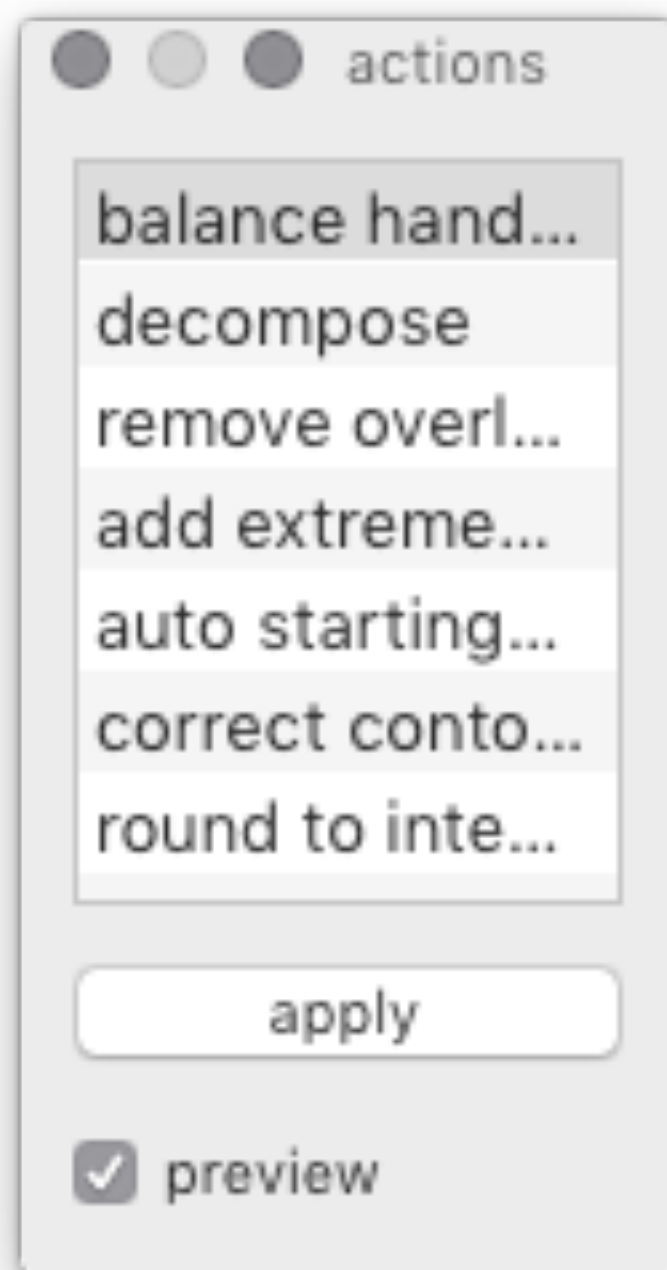 actions
balance hand...
decompose
remove overl...
add extreme...
auto starting...
correct conto...
round to inte...
apply
preview